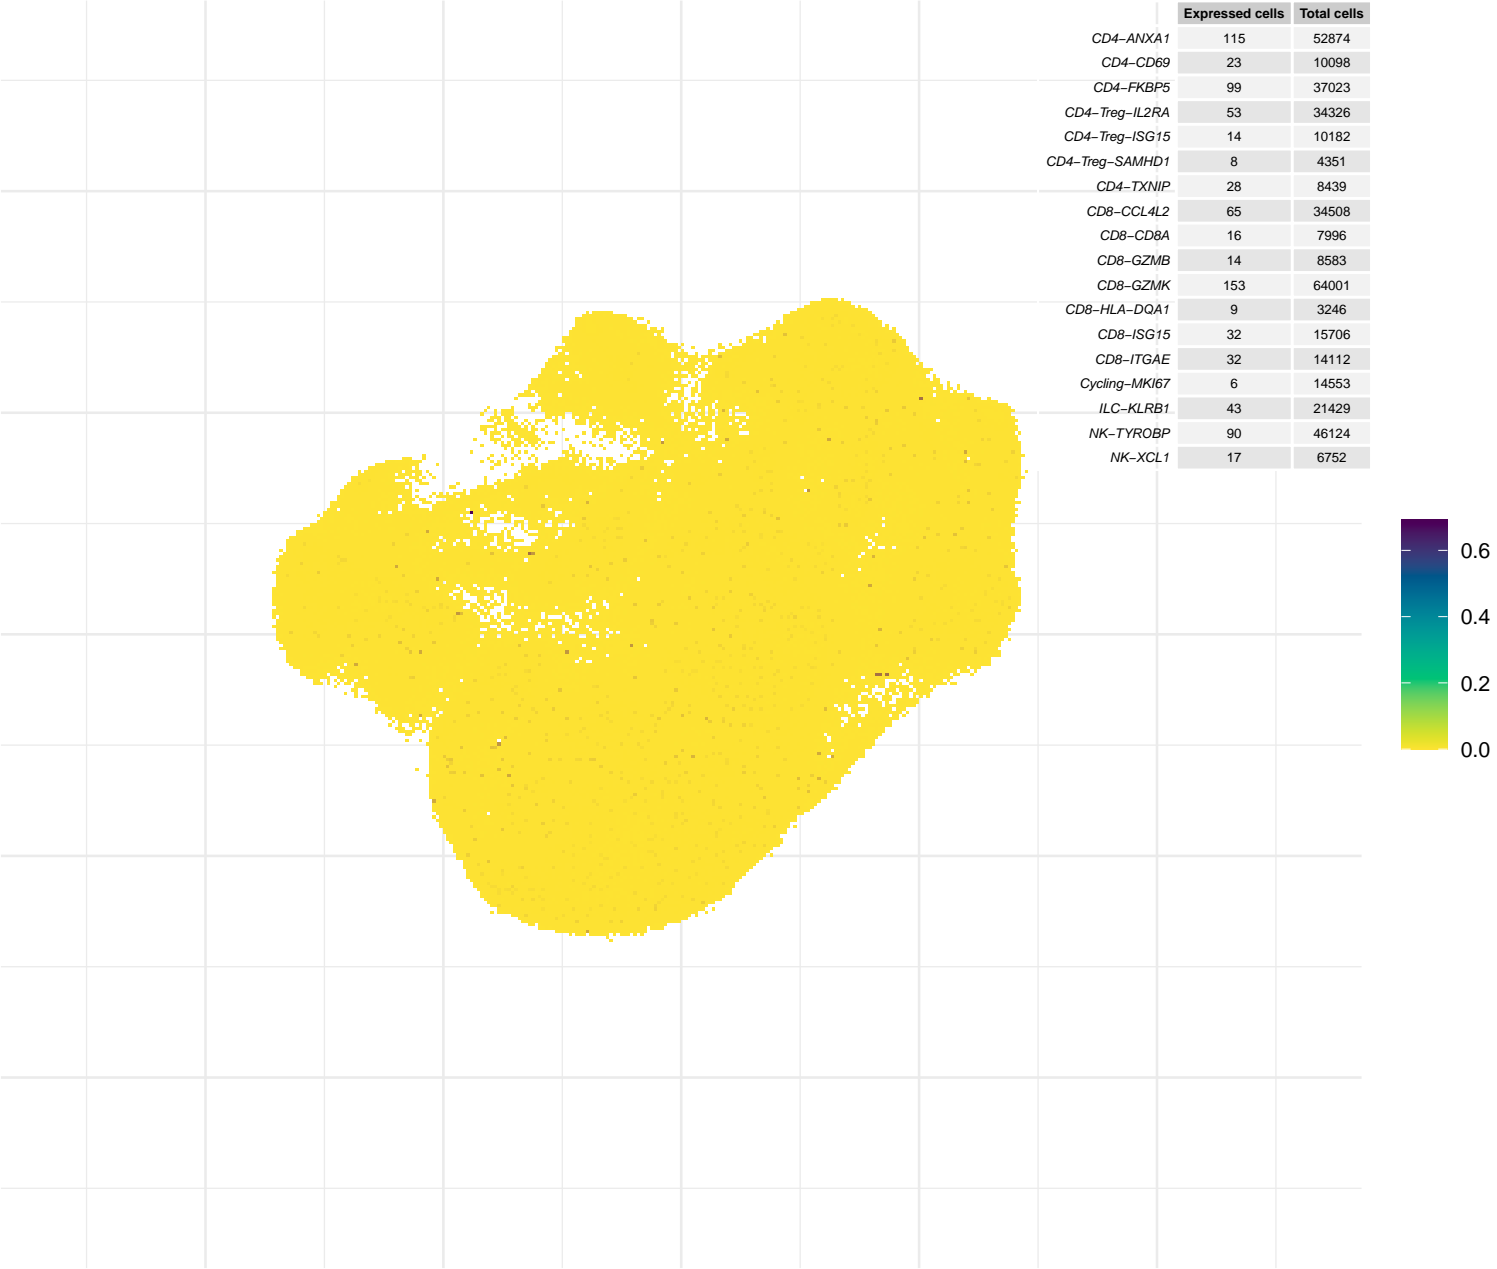 Expressed cells Total cells
CD4−ANXA1 115 52874
CD4−CD69 23 10098
CD4−FKBP5 99 37023
CD4−Treg−IL2RA 53 34326
CD4−Treg−ISG15 14 10182
CD4−Treg−SAMHD1 8 4351
CD4−TXNIP 28 8439
CD8−CCL4L2 65 34508
CD8−CD8A 16 7996
CD8−GZMB 14 8583
CD8−GZMK 153 64001
CD8−HLA−DQA1 9 3246
CD8−ISG15 32 15706
CD8−ITGAE 32 14112
Cycling−MKI67 6 14553
ILC−KLRB1 43 21429
NK−TYROBP 90 46124
NK−XCL1 17 6752
0.6
0.4
0.2
0.0